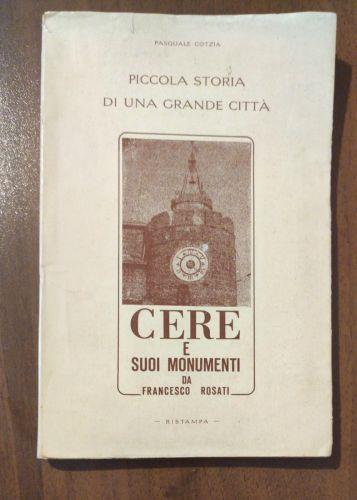 PASQUALE COTZIA
PICCOLA STORIA
DI UNA GRANDE CITTÀ
CERE
E
SUOI MONUMENTI
DA
FRANCESCO ROSATI
— RISTAMPA —